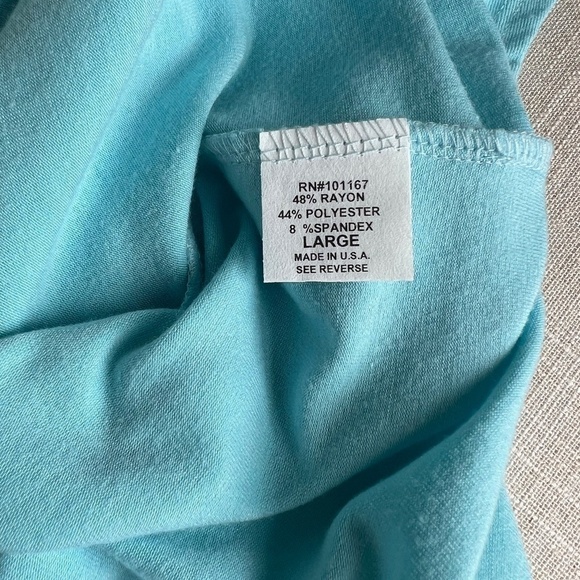 RN#101167
48% RAYON
44% POLYESTER
8 %SPANDEX
LARGE
MADE IN U.S.A.
SEE REVERSE